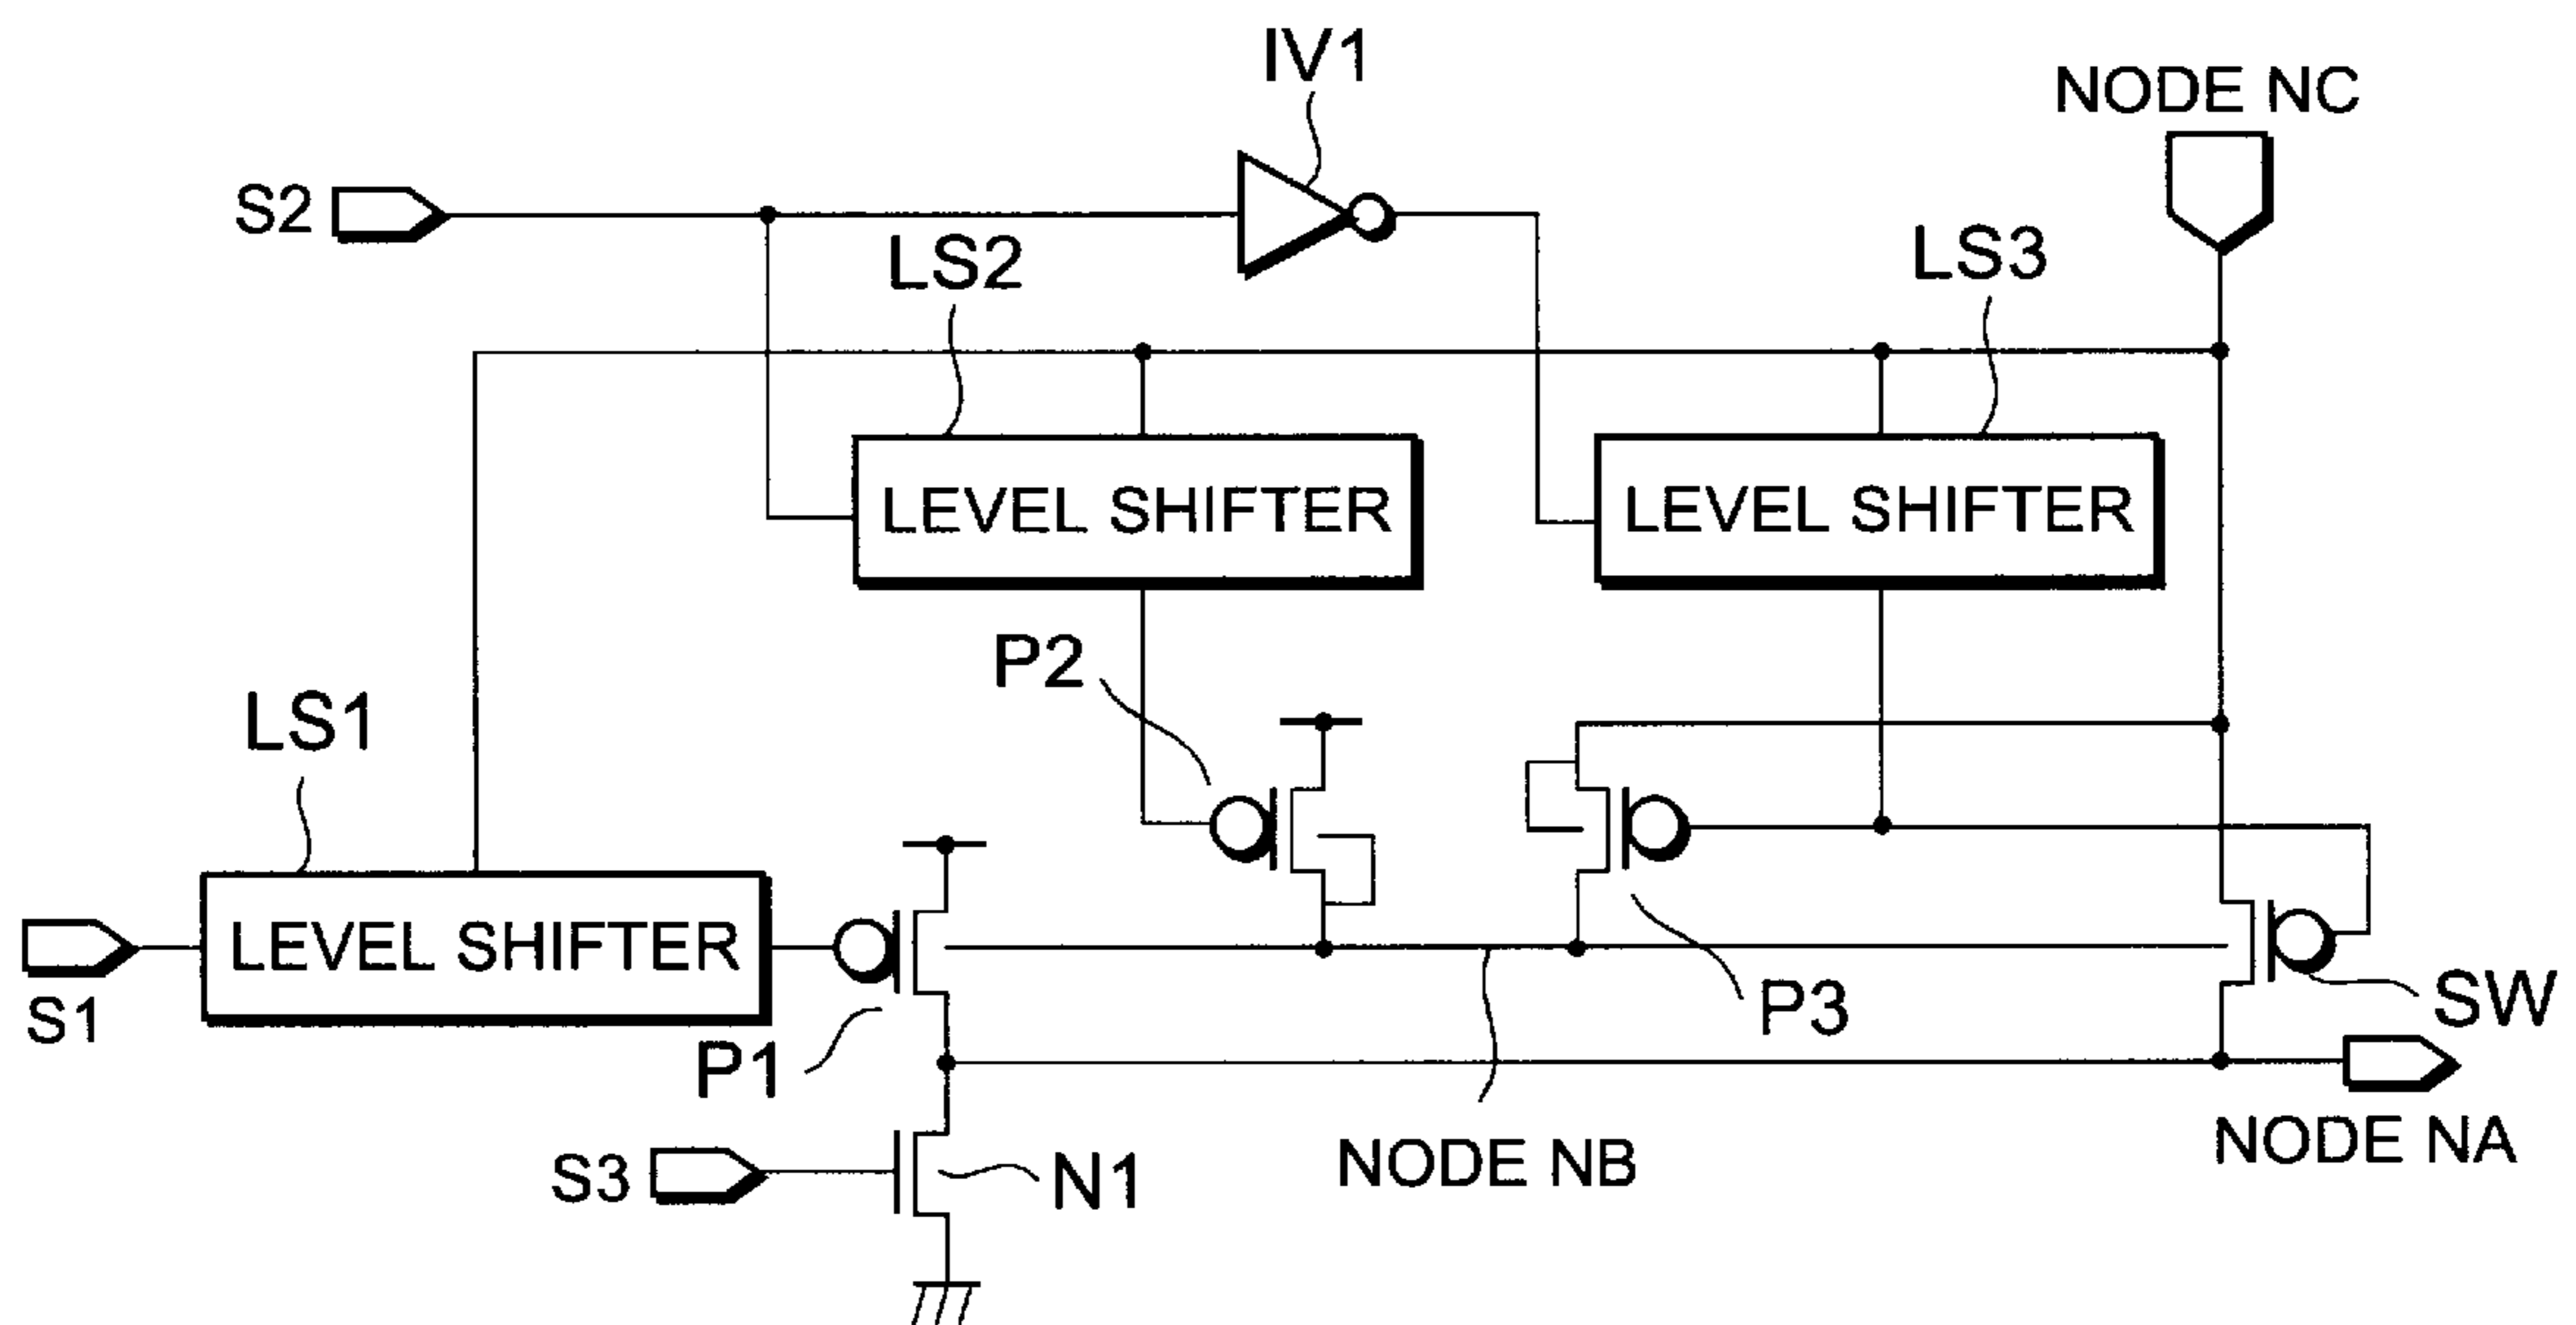 IV1
NODE NC
S2
LS2
LS3
LEVEL SHIFTER
LEVEL SHIFTER
P2
LS1
LEVEL SHIFTER
S1
P1
P3
SW
S3
N1
NODE NB
NODE NA